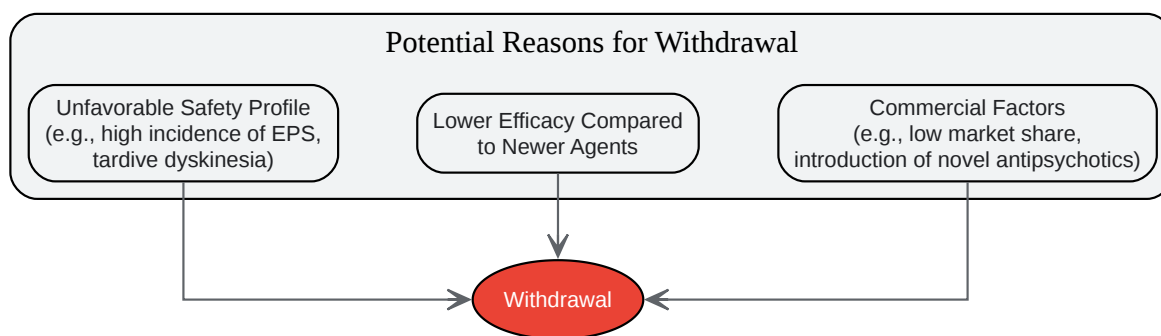 Potential Reasons for Withdrawal
Unfavorable Safety Profile
(e.g., high incidence of EPS,
tardive dyskinesia)
Lower Efficacy Compared
to Newer Agents
Commercial Factors
(e.g., low market share,
introduction of novel antipsychotics)
Withdrawal